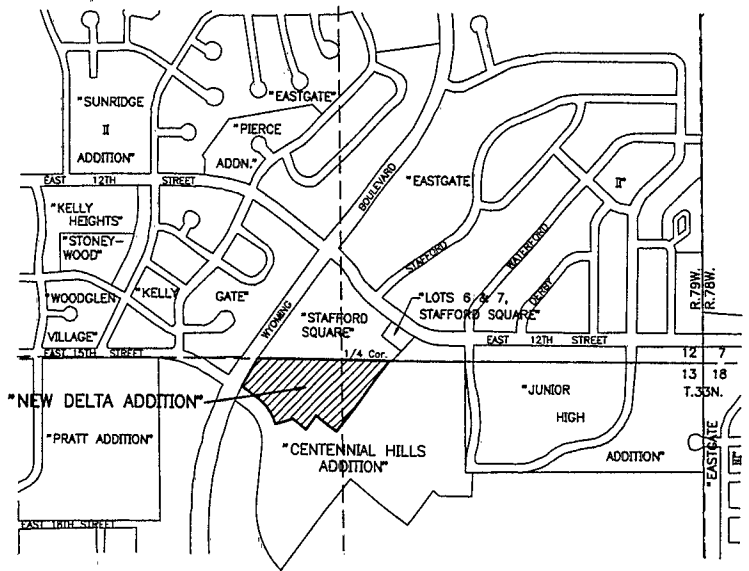 "SUNRIDGE
II
ADDITION"
"EASTGATE"
"PIERCE
ADDN."
EAST 12TH STREET
BOULEVARD
"EASTGATE
II"
"KELLY
HEIGHTS"
"STONEY-
WOOD"
STAFFORD
WATERFORD
DERBY
R.79W.
R.78W.
"WOODGLEN
VILLAGE"
"KELLY
GATE"
WYOMING
"STAFFORD
SQUARE"
"LOTS 6 & 7,
STAFFORD SQUARE"
EAST 12TH STREET
EAST 15TH STREET
1/4 Cor.
12 7
13 18
T.33N.
"NEW DELTA ADDITION"
"JUNIOR
HIGH
ADDITION"
"PRATT ADDITION"
"CENTENNIAL HILLS
ADDITION"
"EASTGATE
III"
EAST 18TH STREET